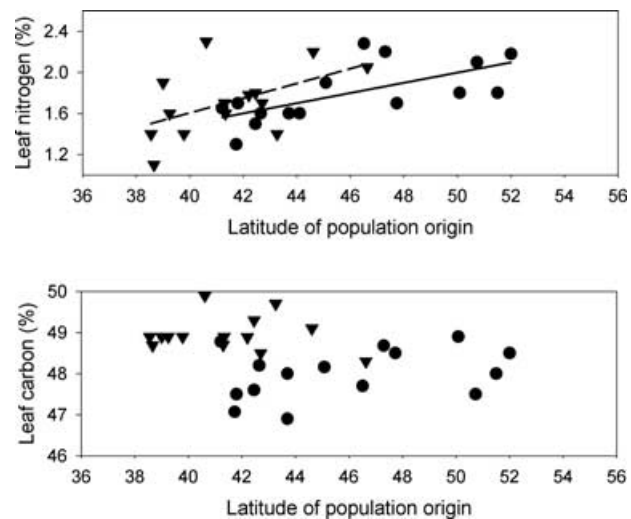 Leaf nitrogen (%)
2.4
2.0
1.6
1.2
36 38 40 42 44 46 48 50 52 54 56
Latitude of population origin
Leaf carbon (%)
50
49
48
47
46
36 38 40 42 44 46 48 50 52 54 56
Latitude of population origin